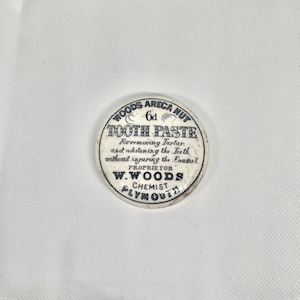 WOODS ARECA NUT
6d
TOOTH PASTE
For removing Tartar
and whitening the Teeth
without injuring the Enamel.
PROPRIETOR
W. WOODS
CHEMIST
PLYMOUTH